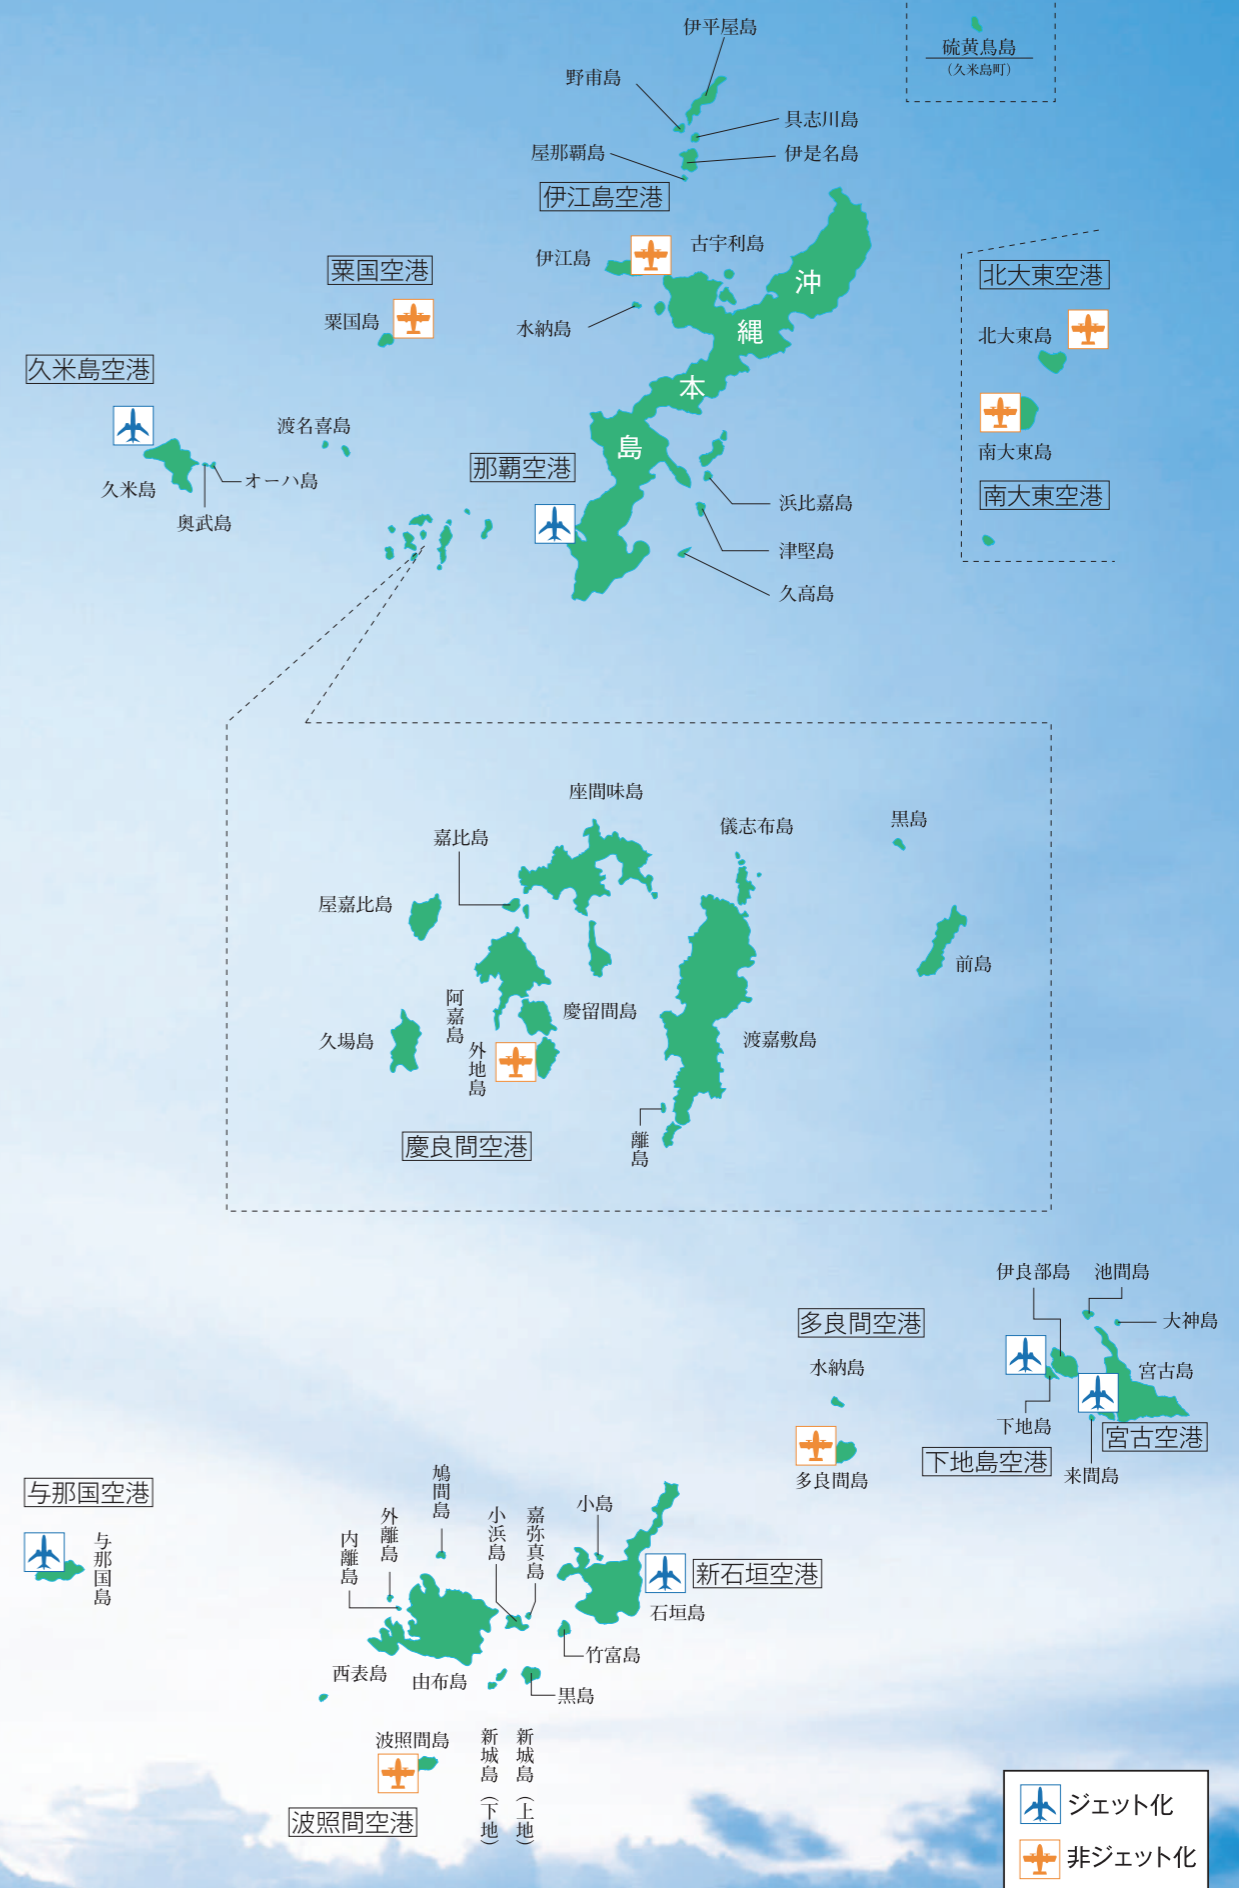 伊平屋島
硫黄鳥島
（久米島町）
野甫島
具志川島
屋那覇島
伊是名島
伊江島空港
古宇利島
伊江島
粟国空港
粟国島
水納島
沖
縄
本
島
北大東空港
北大東島
南大東島
南大東空港
久米島空港
久米島
渡名喜島
オーハ島
奥武島
那覇空港
浜比嘉島
津堅島
久高島
座間味島
儀志布島
黒島
嘉比島
屋嘉比島
前島
阿嘉島
慶留間島
久場島
外地島
渡嘉敷島
離島
慶良間空港
伊良部島
池間島
大神島
多良間空港
水納島
宮古島
下地島
宮古空港
下地島空港
来間島
多良間島
与那国空港
与那国島
鳩間島
外離島
内離島
小浜島
嘉弥真島
小島
新石垣空港
石垣島
竹富島
西表島
由布島
黒島
波照間島
新城島（下地）
新城島（上地）
波照間空港
ジェット化
非ジェット化